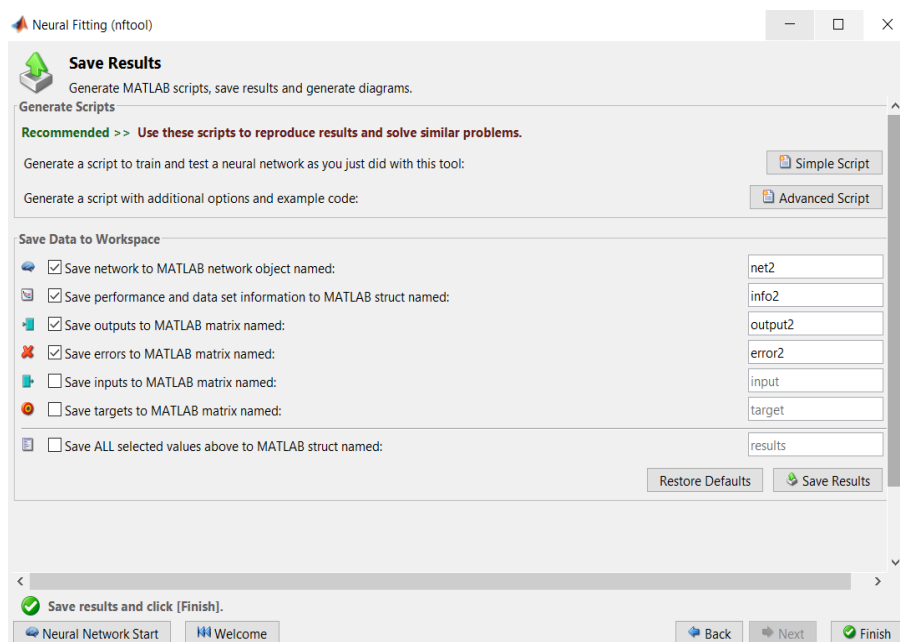 Neural Fitting (nftool)
Save Results
Generate MATLAB scripts, save results and generate diagrams.
Generate Scripts
Recommended >> Use these scripts to reproduce results and solve similar problems.
Generate a script to train and test a neural network as you just did with this tool:
Simple Script
Generate a script with additional options and example code:
Advanced Script
Save Data to Workspace
Save network to MATLAB network object named:
net2
Save performance and data set information to MATLAB struct named:
info2
Save outputs to MATLAB matrix named:
output2
Save errors to MATLAB matrix named:
error2
Save inputs to MATLAB matrix named:
input
Save targets to MATLAB matrix named:
target
Save ALL selected values above to MATLAB struct named:
results
Restore Defaults
Save Results
Save results and click [Finish].
Neural Network Start
Welcome
Back
Next
Finish